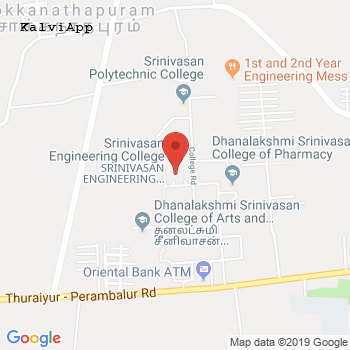 okkanathapuram
KalviApp
Srinivasan
Polytechnic College
1st and 2nd Year
Engineering Mess
Srinivasan
Engineering College
SRINIVASAN
ENGINEERING...
College Rd
Dhanalakshmi Srinivasan
College of Pharmacy
Dhanalakshmi Srinivasan
College of Arts and...
தனலட்சுமி
சீனிவாசன்...
Oriental Bank ATM
Thuraiyur - Perambalur Rd
Google
Map data ©2019 Google